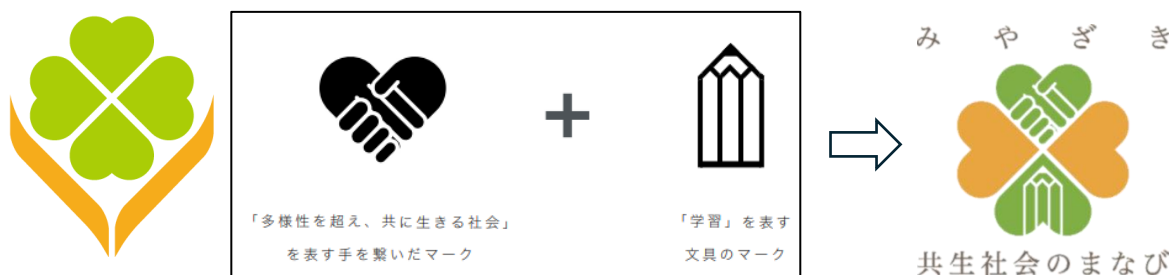 「多様性を超え、共に生きる社会」
を表す手を繋いだマーク
+
「学習」を表す
文具のマーク
みやざき
共生社会のまなび